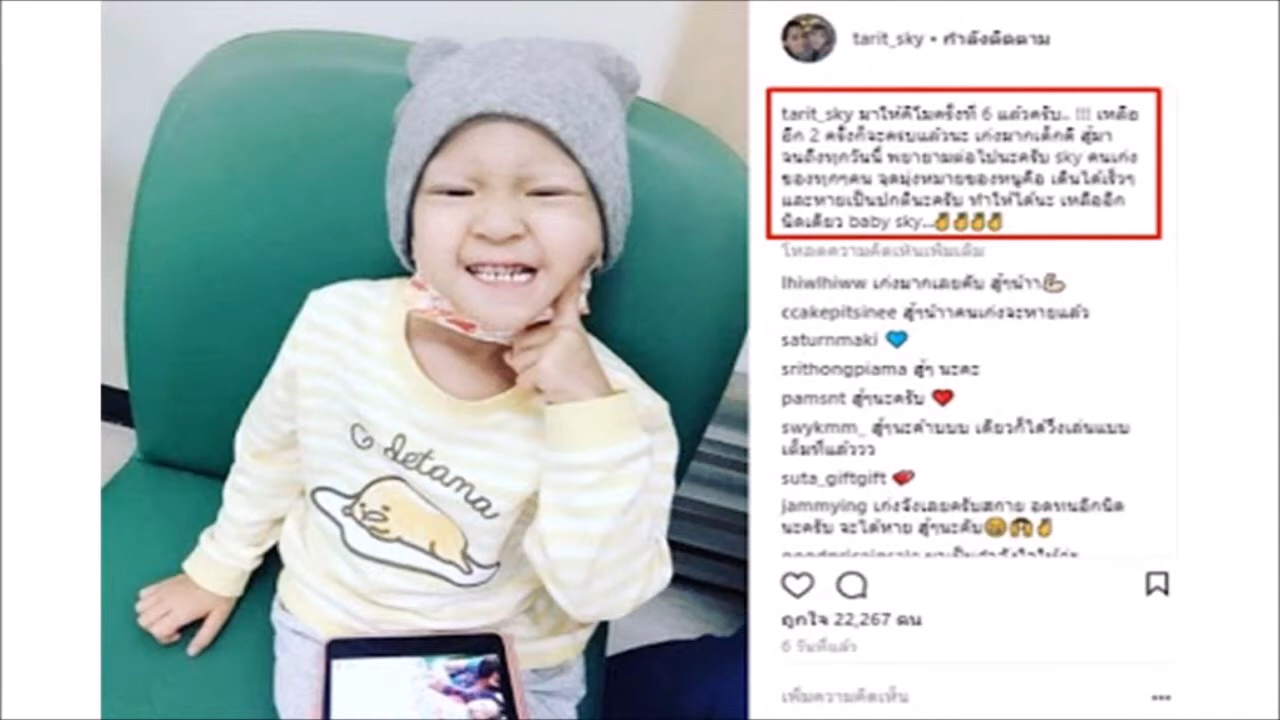 tarit_sky • กำลังติดตาม
tarit_sky มาให้คีโมครั้งที่ 6 แล้วครับ.. !!! เหลือ
อีก 2 ครั้งก็จะครบแล้วนะ เก่งมากเด็กดี สู้มา
จนถึงทุกวันนี้ พยายามต่อไปนะครับ sky คนเก่ง
ของทุกๆคน จุดมุ่งหมายของหนูคือ เดินได้เร็วๆ
และหายเป็นปกตินะครับ ทำให้ได้นะ เหลืออีก
นิดเดียว baby sky...✌✌✌✌
โหลดความคิดเห็นเพิ่มเติม
lhiwlhiww เก่งมากเลยคับ สู้ๆน้าา💪
ccakepitsinee สู้ๆน้าาคนเก่งจะหายแล้ว
saturnmaki 💙
srithongpiama สู้ๆ นะคะ
pamsnt สู้ๆนะครับ ❤
swykmm_ สู้ๆนะค้าบบบ เดียวก็ได้วิ่งเล่นแบบ
เต็มที่แล้ววว
suta_giftgift 💕
jammying เก่งจังเลยครับสกาย อดทนอีกนิด
นะครับ จะได้หาย สู้ๆนะคับ
ถูกใจ 22,267 คน
6 วันที่แล้ว
เพิ่มความคิดเห็น
detama